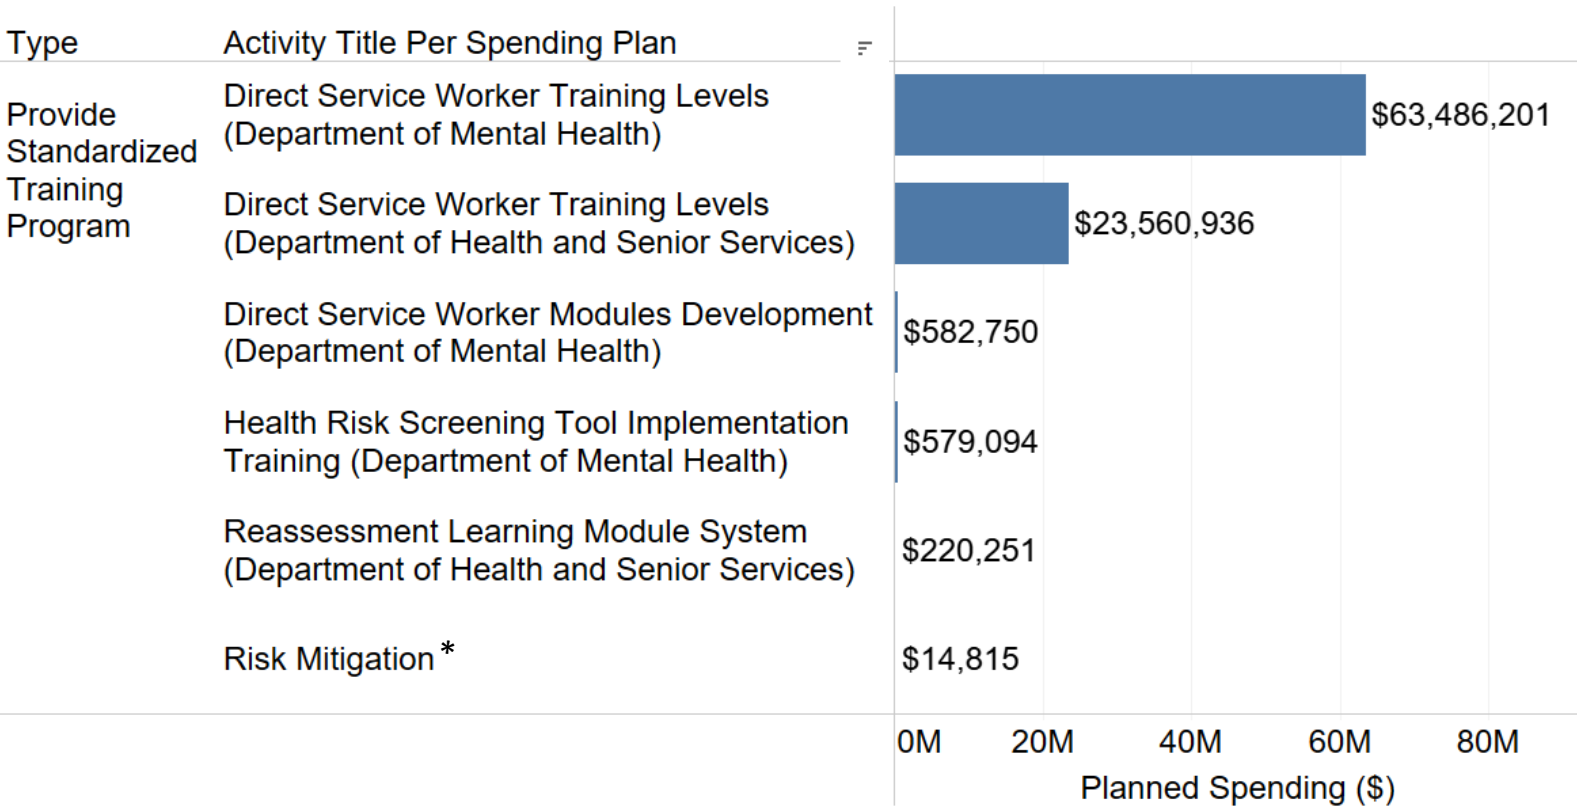 Type
Activity Title Per Spending Plan
Provide
Standardized
Training
Program
Direct Service Worker Training Levels
(Department of Mental Health)
$63,486,201
Direct Service Worker Training Levels
(Department of Health and Senior Services)
$23,560,936
Direct Service Worker Modules Development
(Department of Mental Health)
$582,750
Health Risk Screening Tool Implementation
Training (Department of Mental Health)
$579,094
Reassessment Learning Module System
(Department of Health and Senior Services)
$220,251
Risk Mitigation *
$14,815
0M 20M 40M 60M 80M
Planned Spending ($)